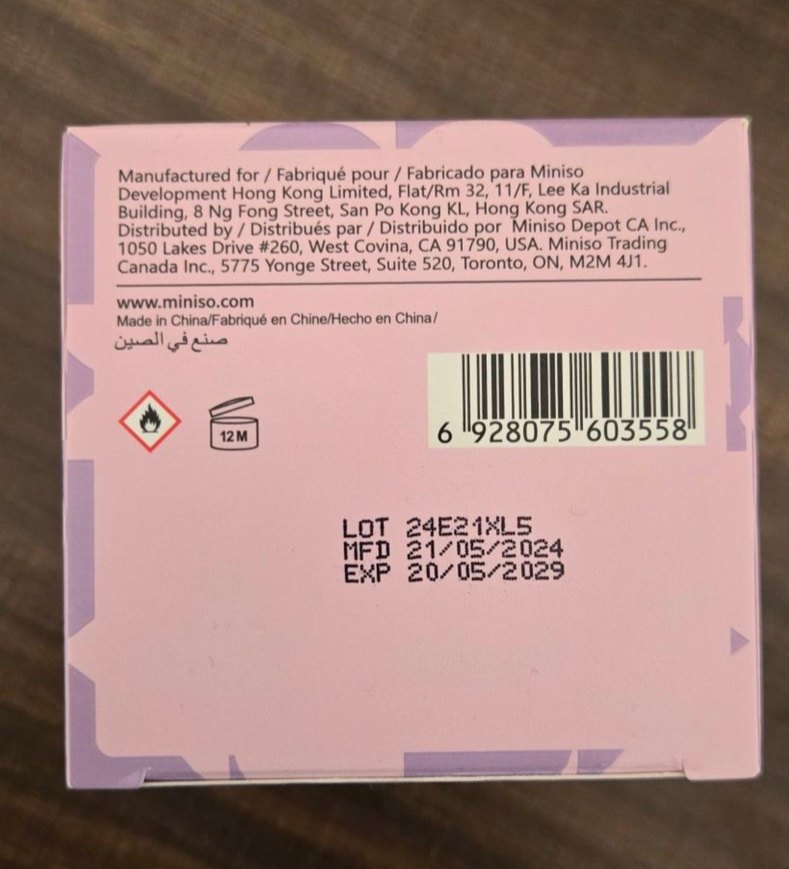 Manufactured for / Fabriqué pour / Fabricado para Miniso
Development Hong Kong Limited, Flat/Rm 32, 11/F, Lee Ka Industrial
Building, 8 Ng Fong Street, San Po Kong KL, Hong Kong SAR.
Distributed by / Distribués par / Distribuido por Miniso Depot CA Inc.,
1050 Lakes Drive #260, West Covina, CA 91790, USA. Miniso Trading
Canada Inc., 5775 Yonge Street, Suite 520, Toronto, ON, M2M 4J1.
www.miniso.com
Made in China/Fabriqué en Chine/Hecho en China/
صنع في الصين
12 M
6 928075 603558
LOT 24E21XL5
MFD 21/05/2024
EXP 20/05/2029